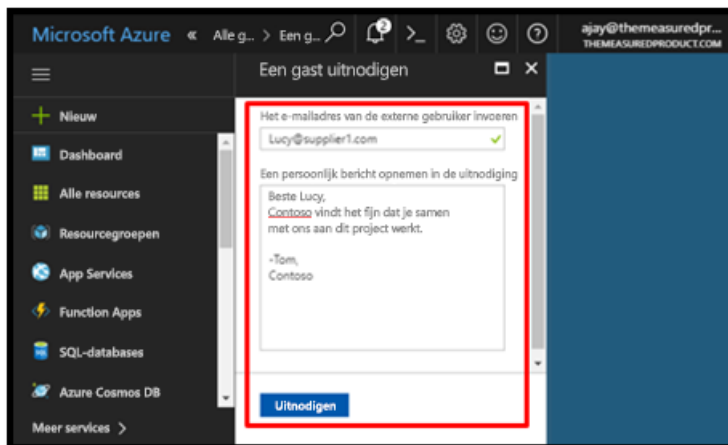 Microsoft Azure « Alle g... > Een g... 2 >_ ajay@themeasuredpr...
THEMEASUREDPRODUCT.COM
Een gast uitnodigen
Nieuw
Dashboard
Alle resources
Resourcegroepen
App Services
Function Apps
SQL-databases
Azure Cosmos DB
Meer services >
Het e-mailadres van de externe gebruiker invoeren
Lucy@supplier1.com
Een persoonlijk bericht opnemen in de uitnodiging
Beste Lucy,
Contoso vindt het fijn dat je samen
met ons aan dit project werkt.
-Tom,
Contoso
Uitnodigen